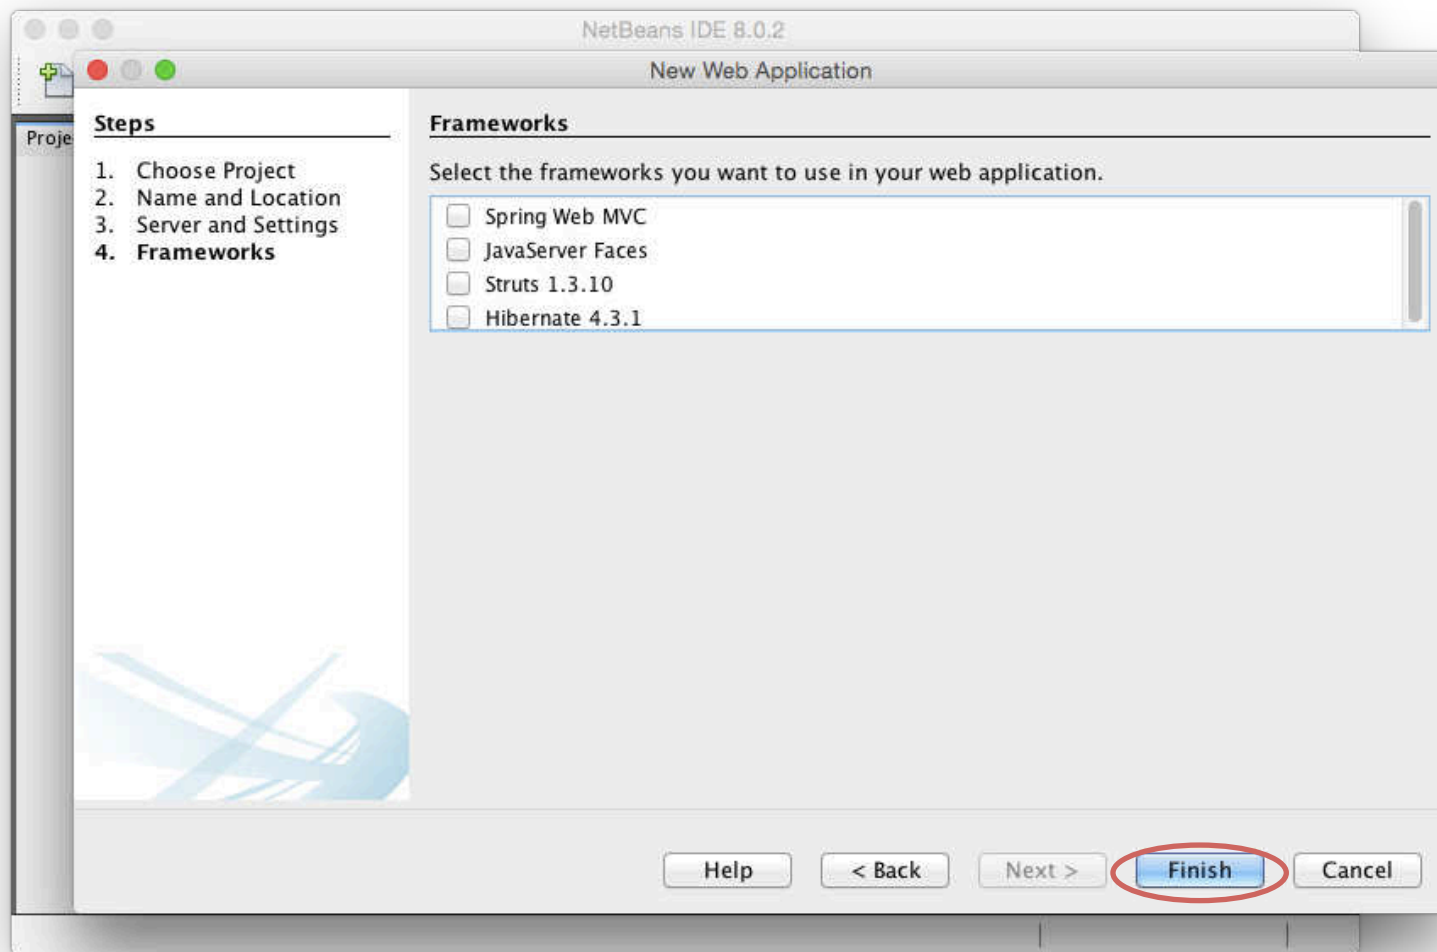 NetBeans IDE 8.0.2
New Web Application
Proje
Steps
1. Choose Project
2. Name and Location
3. Server and Settings
4. Frameworks
Frameworks
Select the frameworks you want to use in your web application.
Spring Web MVC
JavaServer Faces
Struts 1.3.10
Hibernate 4.3.1
Help
< Back
Next >
Finish
Cancel